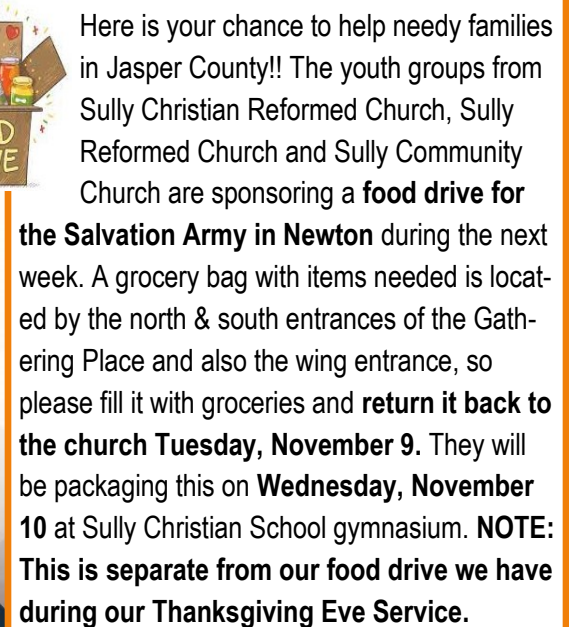 Here is your chance to help needy families
in Jasper County!! The youth groups from
Sully Christian Reformed Church, Sully
Reformed Church and Sully Community
Church are sponsoring a food drive for
the Salvation Army in Newton during the next
week. A grocery bag with items needed is locat-
ed by the north & south entrances of the Gath-
ering Place and also the wing entrance, so
please fill it with groceries and return it back to
the church Tuesday, November 9. They will
be packaging this on Wednesday, November
10 at Sully Christian School gymnasium. NOTE:
This is separate from our food drive we have
during our Thanksgiving Eve Service.